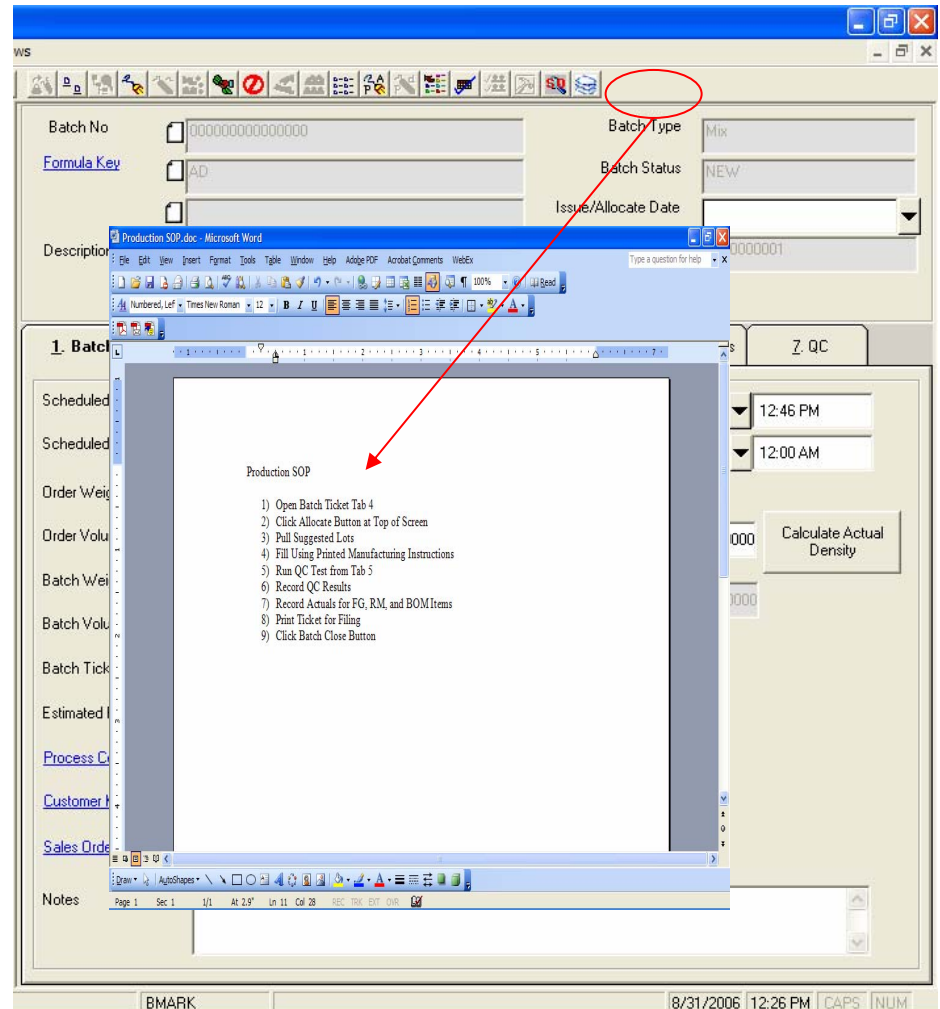 ws
Batch No 000000000000000 Batch Type Mix
Formula Key AD Batch Status NEW
Issue/Allocate Date
Description
Production SOP.doc - Microsoft Word
File Edit View Insert Format Tools Table Window Help Adobe PDF Acrobat Comments WebEx Type a question for help
100% Read
Numbered, Lef Times New Roman 12 B I U
1. Batch 7. QC
Scheduled 12:46 PM
Scheduled 12:00 AM
Production SOP
1) Open Batch Ticket Tab 4
2) Click Allocate Button at Top of Screen
3) Pull Suggested Lots
4) Fill Using Printed Manufacturing Instructions
5) Run QC Test from Tab 5
6) Record QC Results
7) Record Actuals for FG, RM, and BOM Items
8) Print Ticket for Filing
9) Click Batch Close Button
Order Weig
Order Volu 000 Calculate Actual
Density
Batch Wei 0000
Batch Volu
Batch Tick
Estimated
Process C
Customer K
Sales Orde
Draw AutoShapes
Page 1 Sec 1 1/1 At 2.9" Ln 11 Col 28 REC TRK EXT OVR
Notes
BMARK 8/31/2006 12:26 PM CAPS NUM